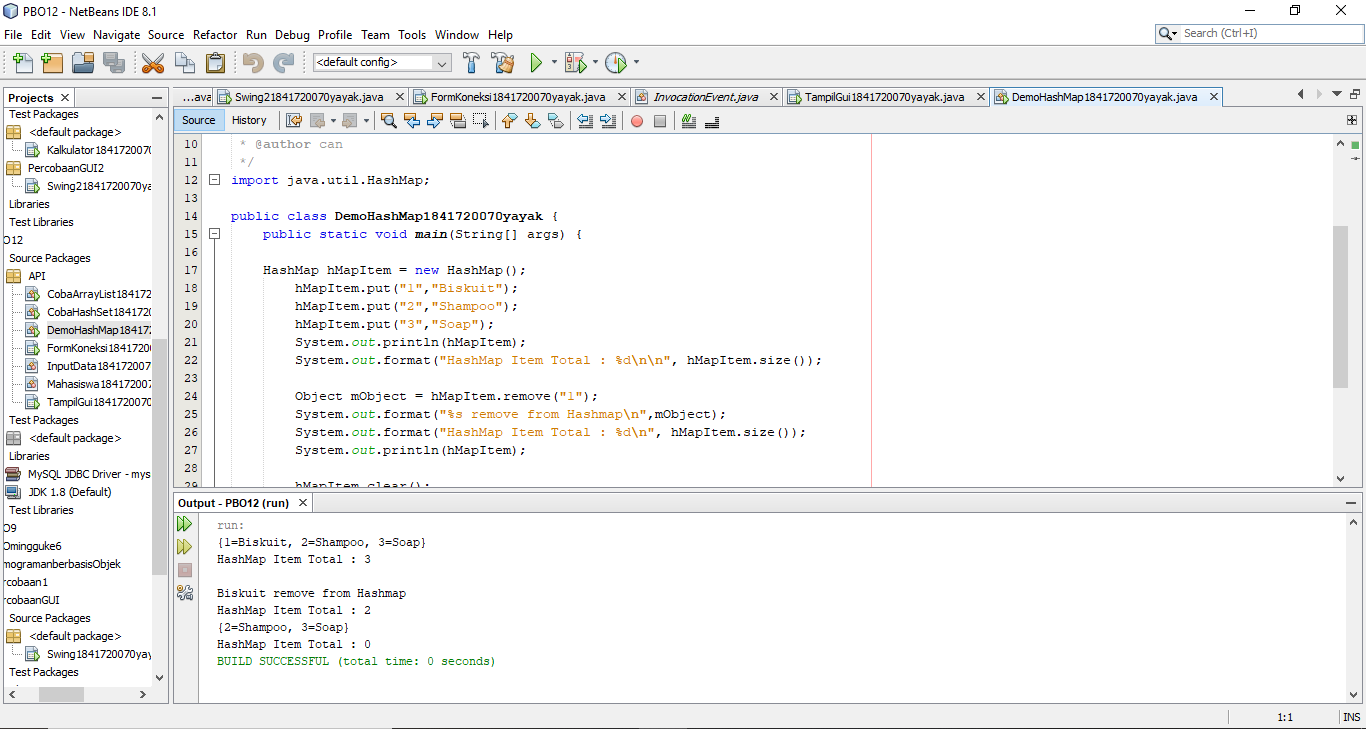 PBO12 - NetBeans IDE 8.1
File Edit View Navigate Source Refactor Run Debug Profile Team Tools Window Help
Search (Ctrl+I)
<default config>
Projects
Test Packages
<default package>
Kalkulator184172007
PercobaanGUI2
Swing21841720070ya
Libraries
Test Libraries
O12
Source Packages
API
CobaArrayList184172
CobaHashSet184172
DemoHashMap184172
FormKoneksi1841720
InputData184172007
Mahasiswa184172007
TampilGui1841720070
Test Packages
<default package>
Libraries
MySQL JDBC Driver - mys
JDK 1.8 (Default)
Test Libraries
O9
Omingguke6
mogramanberbasisObjek
rcobaan1
rcobaanGUI
Source Packages
<default package>
Swing1841720070yay
Test Packages
...ava Swing21841720070yayak.java FormKoneksi1841720070yayak.java InvocationEvent.java TampilGui1841720070yayak.java DemoHashMap1841720070yayak.java
Source History
10 * @author can
11 */
12 import java.util.HashMap;
13
14 public class DemoHashMap1841720070yayak {
15 public static void main(String[] args) {
16
17 HashMap hMapItem = new HashMap();
18 hMapItem.put("1","Biskuit");
19 hMapItem.put("2","Shampoo");
20 hMapItem.put("3","Soap");
21 System.out.println(hMapItem);
22 System.out.format("HashMap Item Total : %d\n\n", hMapItem.size());
23
24 Object mObject = hMapItem.remove("1");
25 System.out.format("%s remove from Hashmap\n",mObject);
26 System.out.format("HashMap Item Total : %d\n", hMapItem.size());
27 System.out.println(hMapItem);
28
29 hMapItem.clear();
Output - PBO12 (run)
run:
{1=Biskuit, 2=Shampoo, 3=Soap}
HashMap Item Total : 3
Biskuit remove from Hashmap
HashMap Item Total : 2
{2=Shampoo, 3=Soap}
HashMap Item Total : 0
BUILD SUCCESSFUL (total time: 0 seconds)
1:1 INS